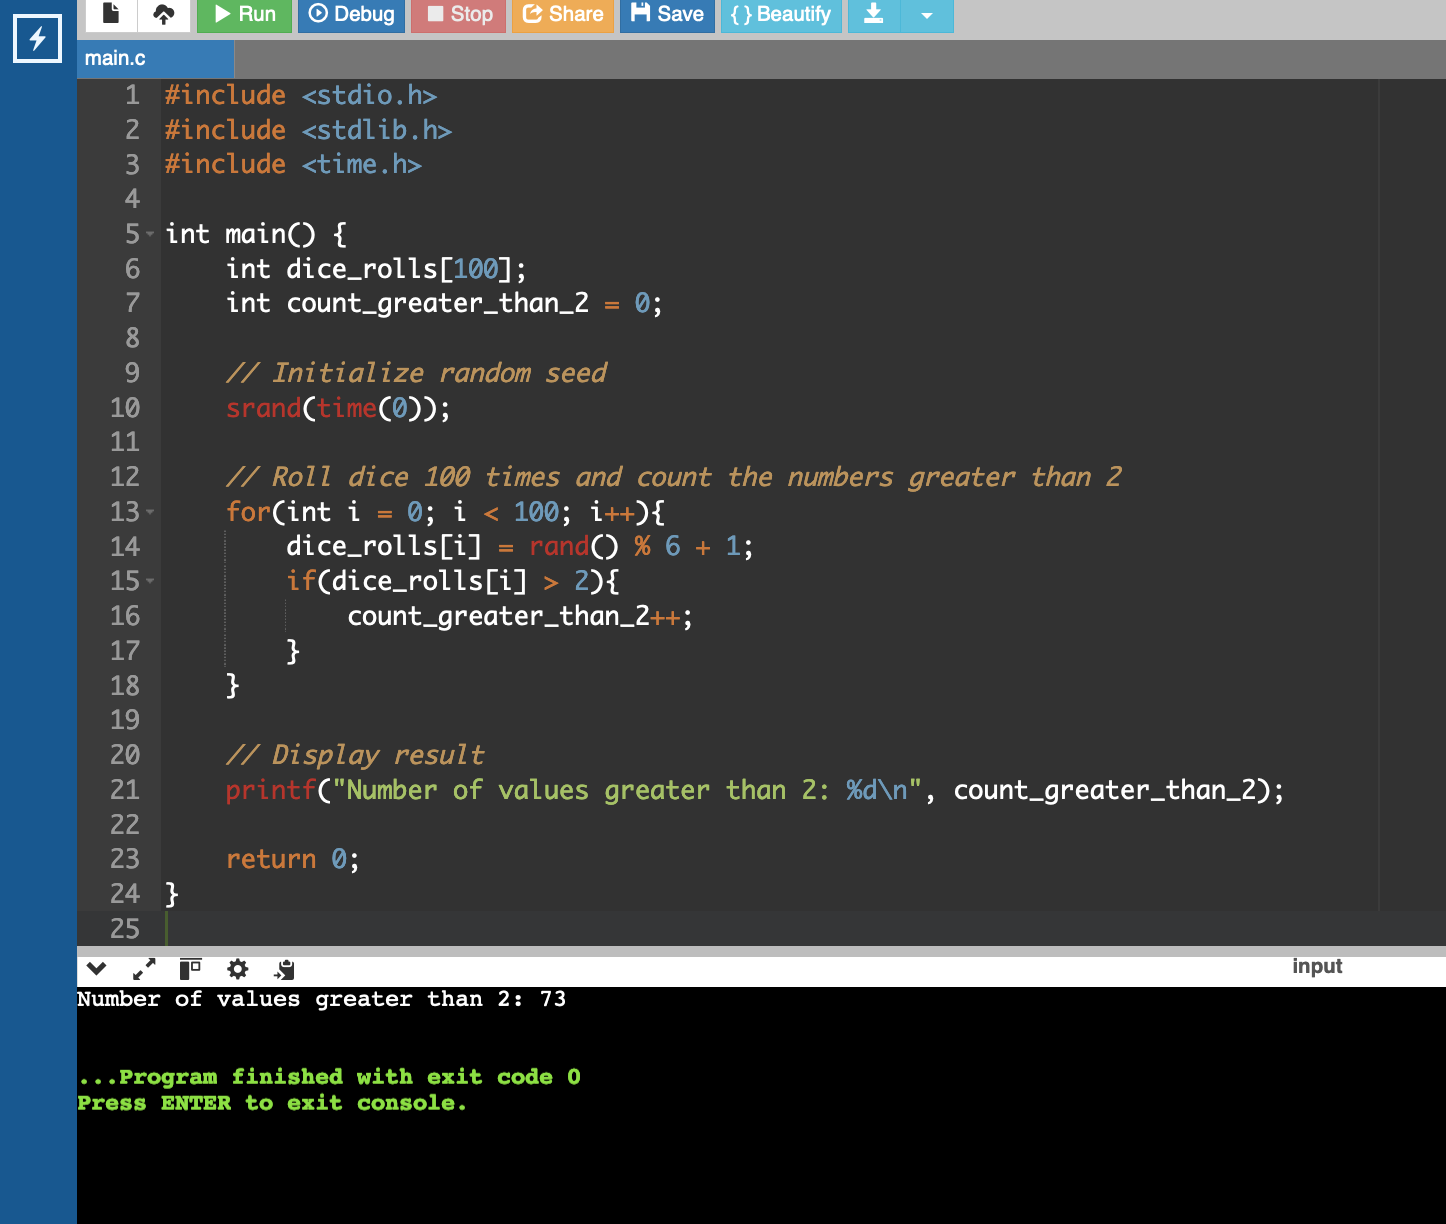 Run Debug Stop Share Save { } Beautify
main.c
1 #include <stdio.h>
2 #include <stdlib.h>
3 #include <time.h>
4
5 int main() {
6     int dice_rolls[100];
7     int count_greater_than_2 = 0;
8
9     // Initialize random seed
10     srand(time(0));
11
12     // Roll dice 100 times and count the numbers greater than 2
13     for(int i = 0; i < 100; i++){
14         dice_rolls[i] = rand() % 6 + 1;
15         if(dice_rolls[i] > 2){
16             count_greater_than_2++;
17         }
18     }
19
20     // Display result
21     printf("Number of values greater than 2: %d\n", count_greater_than_2);
22
23     return 0;
24 }
25
input
Number of values greater than 2: 73
...Program finished with exit code 0
Press ENTER to exit console.